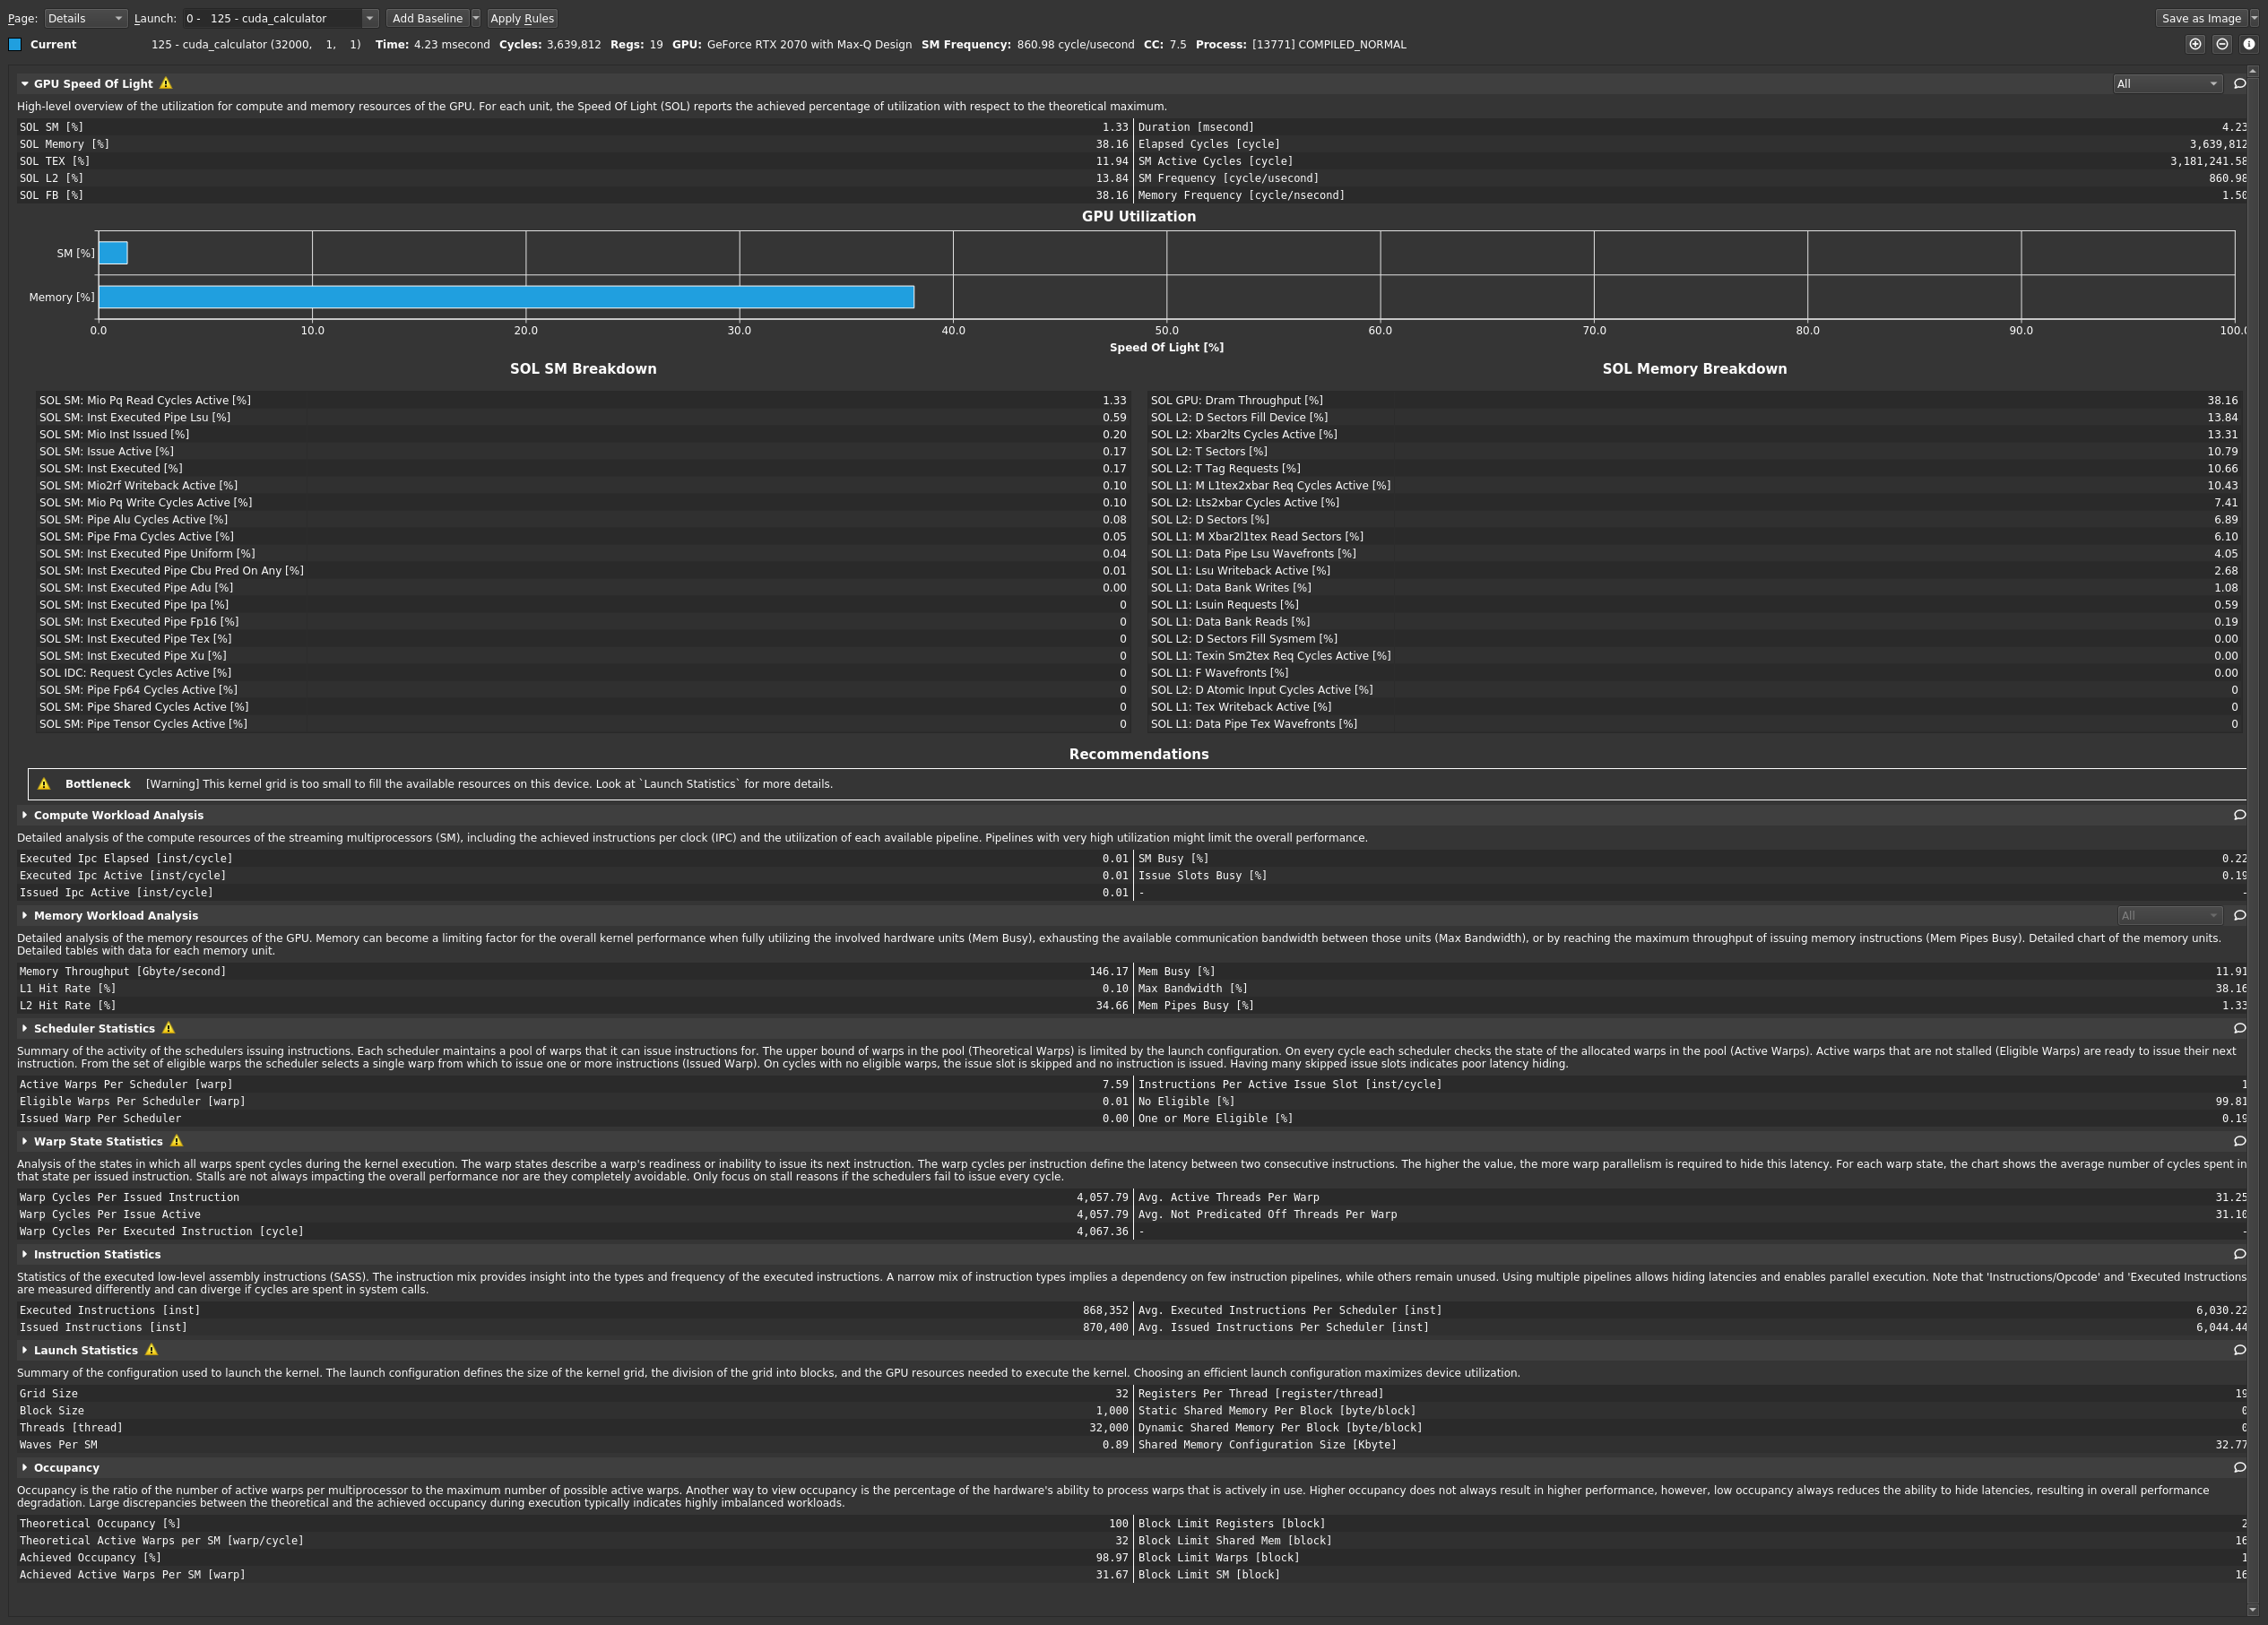 Page: Details Launch: 0 - 125 - cuda_calculator Add Baseline Apply Rules Save as Image
Current 125 - cuda_calculator (32000, 1, 1) Time: 4.23 msecond Cycles: 3,639,812 Regs: 19 GPU: GeForce RTX 2070 with Max-Q Design SM Frequency: 860.98 cycle/usecond CC: 7.5 Process: [13771] COMPILED_NORMAL
GPU Speed Of Light All
High-level overview of the utilization for compute and memory resources of the GPU. For each unit, the Speed Of Light (SOL) reports the achieved percentage of utilization with respect to the theoretical maximum.
SOL SM [%] 1.33 Duration [msecond] 4.23
SOL Memory [%] 38.16 Elapsed Cycles [cycle] 3,639,812
SOL TEX [%] 11.94 SM Active Cycles [cycle] 3,181,241.58
SOL L2 [%] 13.84 SM Frequency [cycle/usecond] 860.98
SOL FB [%] 38.16 Memory Frequency [cycle/nsecond] 1.50
GPU Utilization
SM [%]
Memory [%]
0.0 10.0 20.0 30.0 40.0 50.0 60.0 70.0 80.0 90.0 100.0
Speed Of Light [%]
SOL SM Breakdown SOL Memory Breakdown
SOL SM: Mio Pq Read Cycles Active [%] 1.33 SOL GPU: Dram Throughput [%] 38.16
SOL SM: Inst Executed Pipe Lsu [%] 0.59 SOL L2: D Sectors Fill Device [%] 13.84
SOL SM: Mio Inst Issued [%] 0.20 SOL L2: Xbar2lts Cycles Active [%] 13.31
SOL SM: Issue Active [%] 0.17 SOL L2: T Sectors [%] 10.79
SOL SM: Inst Executed [%] 0.17 SOL L2: T Tag Requests [%] 10.66
SOL SM: Mio2rf Writeback Active [%] 0.10 SOL L1: M L1tex2xbar Req Cycles Active [%] 10.43
SOL SM: Mio Pq Write Cycles Active [%] 0.10 SOL L2: Lts2xbar Cycles Active [%] 7.41
SOL SM: Pipe Alu Cycles Active [%] 0.08 SOL L2: D Sectors [%] 6.89
SOL SM: Pipe Fma Cycles Active [%] 0.05 SOL L1: M Xbar2l1tex Read Sectors [%] 6.10
SOL SM: Inst Executed Pipe Uniform [%] 0.04 SOL L1: Data Pipe Lsu Wavefronts [%] 4.05
SOL SM: Inst Executed Pipe Cbu Pred On Any [%] 0.01 SOL L1: Lsu Writeback Active [%] 2.68
SOL SM: Inst Executed Pipe Adu [%] 0.00 SOL L1: Data Bank Writes [%] 1.08
SOL SM: Inst Executed Pipe Ipa [%] 0 SOL L1: Lsuin Requests [%] 0.59
SOL SM: Inst Executed Pipe Fp16 [%] 0 SOL L1: Data Bank Reads [%] 0.19
SOL SM: Inst Executed Pipe Tex [%] 0 SOL L2: D Sectors Fill Sysmem [%] 0.00
SOL SM: Inst Executed Pipe Xu [%] 0 SOL L1: Texin Sm2tex Req Cycles Active [%] 0.00
SOL IDC: Request Cycles Active [%] 0 SOL L1: F Wavefronts [%] 0.00
SOL SM: Pipe Fp64 Cycles Active [%] 0 SOL L2: D Atomic Input Cycles Active [%] 0
SOL SM: Pipe Shared Cycles Active [%] 0 SOL L1: Tex Writeback Active [%] 0
SOL SM: Pipe Tensor Cycles Active [%] 0 SOL L1: Data Pipe Tex Wavefronts [%] 0
Recommendations
Bottleneck [Warning] This kernel grid is too small to fill the available resources on this device. Look at `Launch Statistics` for more details.
Compute Workload Analysis
Detailed analysis of the compute resources of the streaming multiprocessors (SM), including the achieved instructions per clock (IPC) and the utilization of each available pipeline. Pipelines with very high utilization might limit the overall performance.
Executed Ipc Elapsed [inst/cycle] 0.01 SM Busy [%] 0.22
Executed Ipc Active [inst/cycle] 0.01 Issue Slots Busy [%] 0.19
Issued Ipc Active [inst/cycle] 0.01 - -
Memory Workload Analysis All
Detailed analysis of the memory resources of the GPU. Memory can become a limiting factor for the overall kernel performance when fully utilizing the involved hardware units (Mem Busy), exhausting the available communication bandwidth between those units (Max Bandwidth), or by reaching the maximum throughput of issuing memory instructions (Mem Pipes Busy). Detailed chart of the memory units.
Detailed tables with data for each memory unit.
Memory Throughput [Gbyte/second] 146.17 Mem Busy [%] 11.91
L1 Hit Rate [%] 0.10 Max Bandwidth [%] 38.16
L2 Hit Rate [%] 34.66 Mem Pipes Busy [%] 1.33
Scheduler Statistics
Summary of the activity of the schedulers issuing instructions. Each scheduler maintains a pool of warps that it can issue instructions for. The upper bound of warps in the pool (Theoretical Warps) is limited by the launch configuration. On every cycle each scheduler checks the state of the allocated warps in the pool (Active Warps). Active warps that are not stalled (Eligible Warps) are ready to issue their next
instruction. From the set of eligible warps the scheduler selects a single warp from which to issue one or more instructions (Issued Warp). On cycles with no eligible warps, the issue slot is skipped and no instruction is issued. Having many skipped issue slots indicates poor latency hiding.
Active Warps Per Scheduler [warp] 7.59 Instructions Per Active Issue Slot [inst/cycle] 1
Eligible Warps Per Scheduler [warp] 0.01 No Eligible [%] 99.81
Issued Warp Per Scheduler 0.00 One or More Eligible [%] 0.19
Warp State Statistics
Analysis of the states in which all warps spent cycles during the kernel execution. The warp states describe a warp's readiness or inability to issue its next instruction. The warp cycles per instruction define the latency between two consecutive instructions. The higher the value, the more warp parallelism is required to hide this latency. For each warp state, the chart shows the average number of cycles spent in
that state per issued instruction. Stalls are not always impacting the overall performance nor are they completely avoidable. Only focus on stall reasons if the schedulers fail to issue every cycle.
Warp Cycles Per Issued Instruction 4,057.79 Avg. Active Threads Per Warp 31.25
Warp Cycles Per Issue Active 4,057.79 Avg. Not Predicated Off Threads Per Warp 31.10
Warp Cycles Per Executed Instruction [cycle] 4,067.36 - -
Instruction Statistics
Statistics of the executed low-level assembly instructions (SASS). The instruction mix provides insight into the types and frequency of the executed instructions. A narrow mix of instruction types implies a dependency on few instruction pipelines, while others remain unused. Using multiple pipelines allows hiding latencies and enables parallel execution. Note that 'Instructions/Opcode' and 'Executed Instructions
are measured differently and can diverge if cycles are spent in system calls.
Executed Instructions [inst] 868,352 Avg. Executed Instructions Per Scheduler [inst] 6,030.22
Issued Instructions [inst] 870,400 Avg. Issued Instructions Per Scheduler [inst] 6,044.44
Launch Statistics
Summary of the configuration used to launch the kernel. The launch configuration defines the size of the kernel grid, the division of the grid into blocks, and the GPU resources needed to execute the kernel. Choosing an efficient launch configuration maximizes device utilization.
Grid Size 32 Registers Per Thread [register/thread] 19
Block Size 1,000 Static Shared Memory Per Block [byte/block] 0
Threads [thread] 32,000 Dynamic Shared Memory Per Block [byte/block] 0
Waves Per SM 0.89 Shared Memory Configuration Size [Kbyte] 32.77
Occupancy
Occupancy is the ratio of the number of active warps per multiprocessor to the maximum number of possible active warps. Another way to view occupancy is the percentage of the hardware's ability to process warps that is actively in use. Higher occupancy does not always result in higher performance, however, low occupancy always reduces the ability to hide latencies, resulting in overall performance
degradation. Large discrepancies between the theoretical and the achieved occupancy during execution typically indicates highly imbalanced workloads.
Theoretical Occupancy [%] 100 Block Limit Registers [block] 2
Theoretical Active Warps per SM [warp/cycle] 32 Block Limit Shared Mem [block] 16
Achieved Occupancy [%] 98.97 Block Limit Warps [block] 1
Achieved Active Warps Per SM [warp] 31.67 Block Limit SM [block] 16